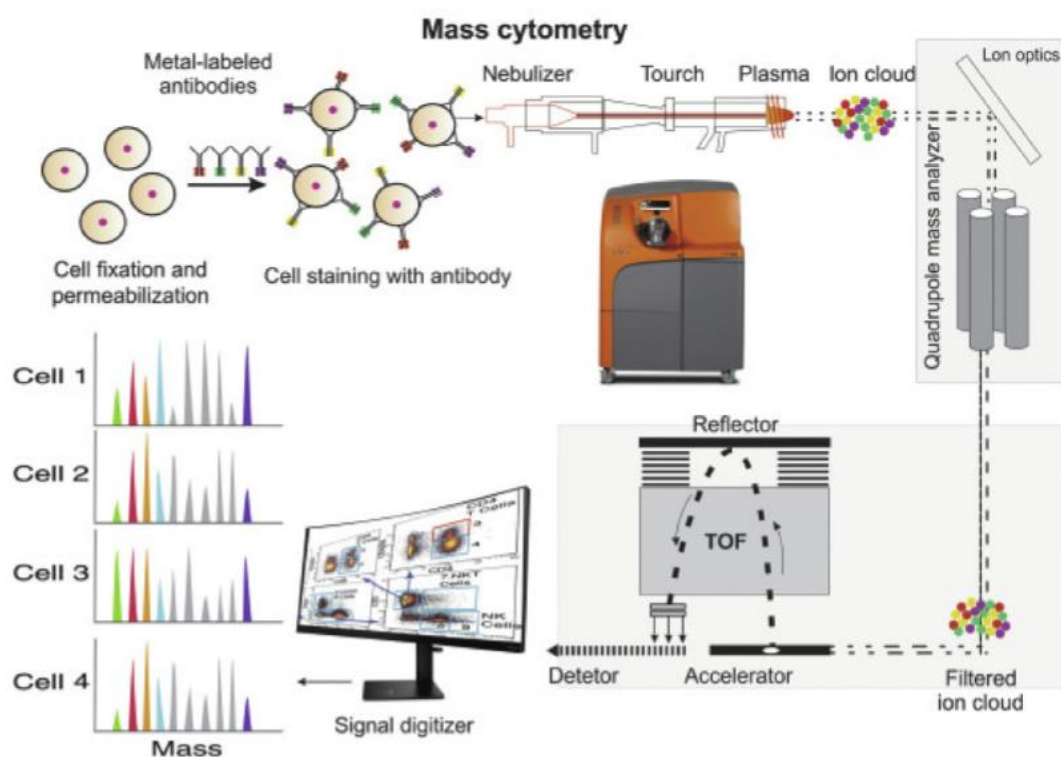 Mass cytometry
Metal-labeled
antibodies
Nebulizer
Tourch
Plasma
Ion cloud
Lon optics
Quadrupole mass analyzer
Cell fixation and
permeabilization
Cell staining with antibody
Cell 1
Cell 2
Cell 3
Cell 4
Mass
CD4
T Cells
7.NKT
Cells
NK
Cells
Signal digitizer
Reflector
TOF
Detetor
Accelerator
Filtered
ion cloud